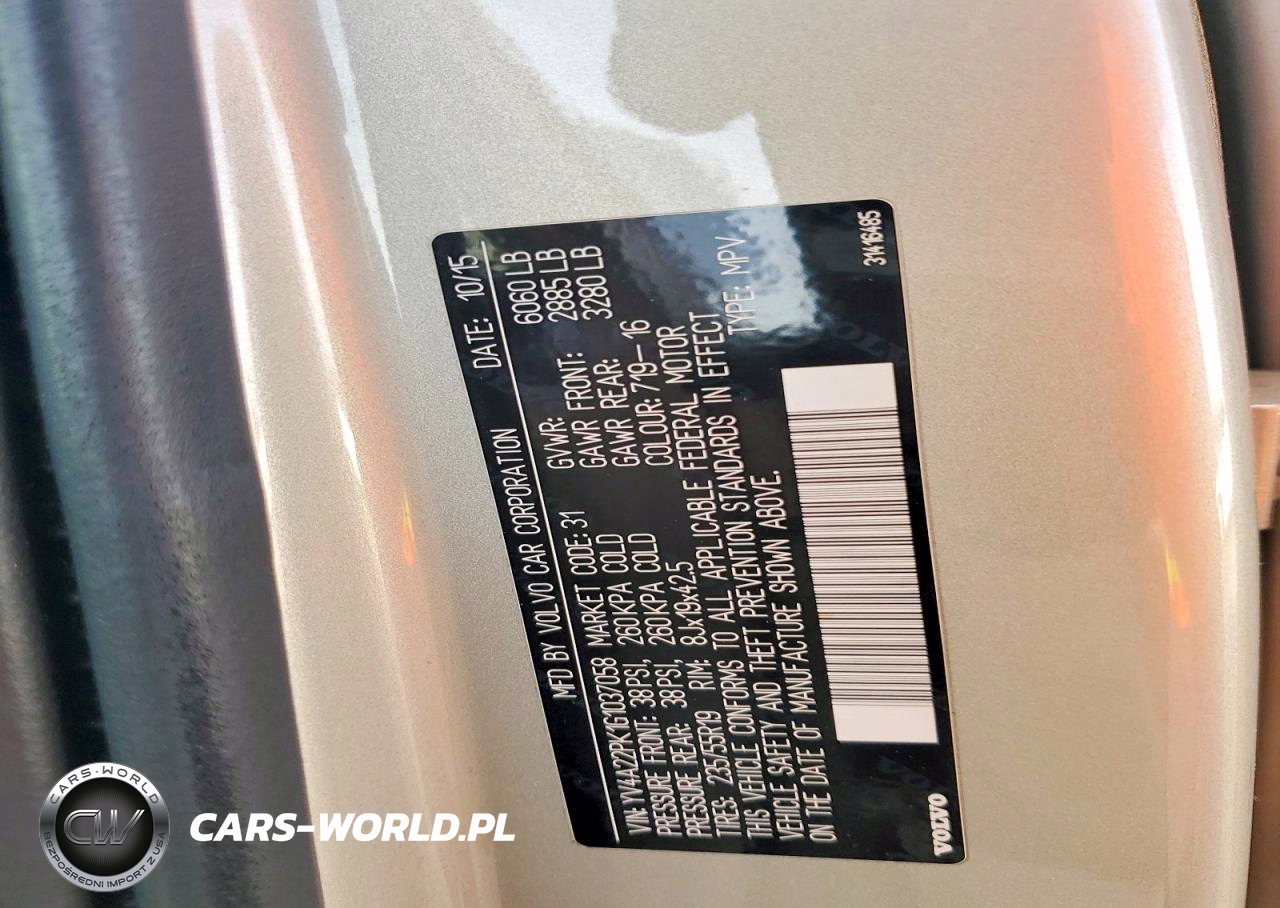 MFD BY VOLVO CAR CORPORATION DATE: 10/15
VIN: YV4A22PK1G1037058 MARKET CODE: 31 GVWR: 6060 LB
PRESSURE FRONT: 38PSI, 260KPA COLD GAWR FRONT: 2885 LB
PRESSURE REAR: 38PSI, 260KPA COLD GAWR REAR: 3280 LB
TIRES: 235/55R19 RIM: 8Jx19x42.5 COLOUR: 719-16
THIS VEHICLE CONFORMS TO ALL APPLICABLE FEDERAL MOTOR
VEHICLE SAFETY AND THEFT PREVENTION STANDARDS IN EFFECT
ON THE DATE OF MANUFACTURE SHOWN ABOVE. TYPE: MPV
VOLVO 31416485
CARS-WORLD
CW
BEZPOŚREDNI IMPORT Z USA
CARS-WORLD.PL